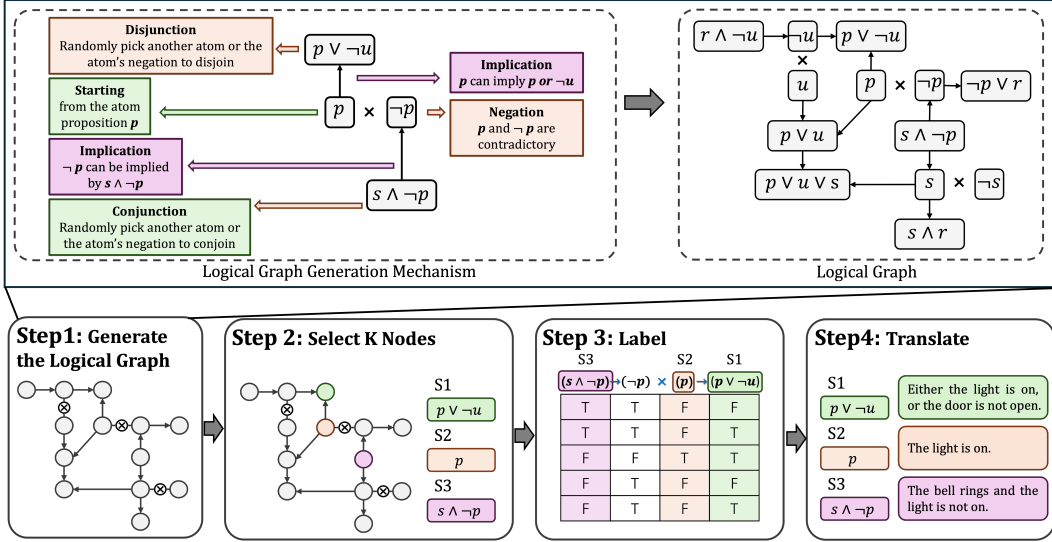 Disjunction
Randomly pick another atom or the
atom's negation to disjoin
p ∨ ¬u
Implication
p can imply p or ¬u
Starting
from the atom
proposition p
p × ¬p
Negation
p and ¬ p are
contradictory
Implication
¬ p can be implied
by s ∧ ¬p
s ∧ ¬p
Conjunction
Randomly pick another atom or
the atom's negation to conjoin
Logical Graph Generation Mechanism
r ∧ ¬u ¬u p ∨ ¬u
×
u p × ¬p ¬p ∨ r
p ∨ u s ∧ ¬p
p ∨ u ∨ s s × ¬s
s ∧ r
Logical Graph
Step1: Generate
the Logical Graph
Step 2: Select K Nodes
S1
p ∨ ¬u
S2
p
S3
s ∧ ¬p
Step 3: Label
S3 S2 S1
(s ∧ ¬p) (¬p) × (p) (p ∨ ¬u)
T T F F
T T F T
F F T T
F T F F
F T F T
Step4: Translate
S1
p ∨ ¬u
Either the light is on,
or the door is not open.
S2
p
The light is on.
S3
s ∧ ¬p
The bell rings and the
light is not on.